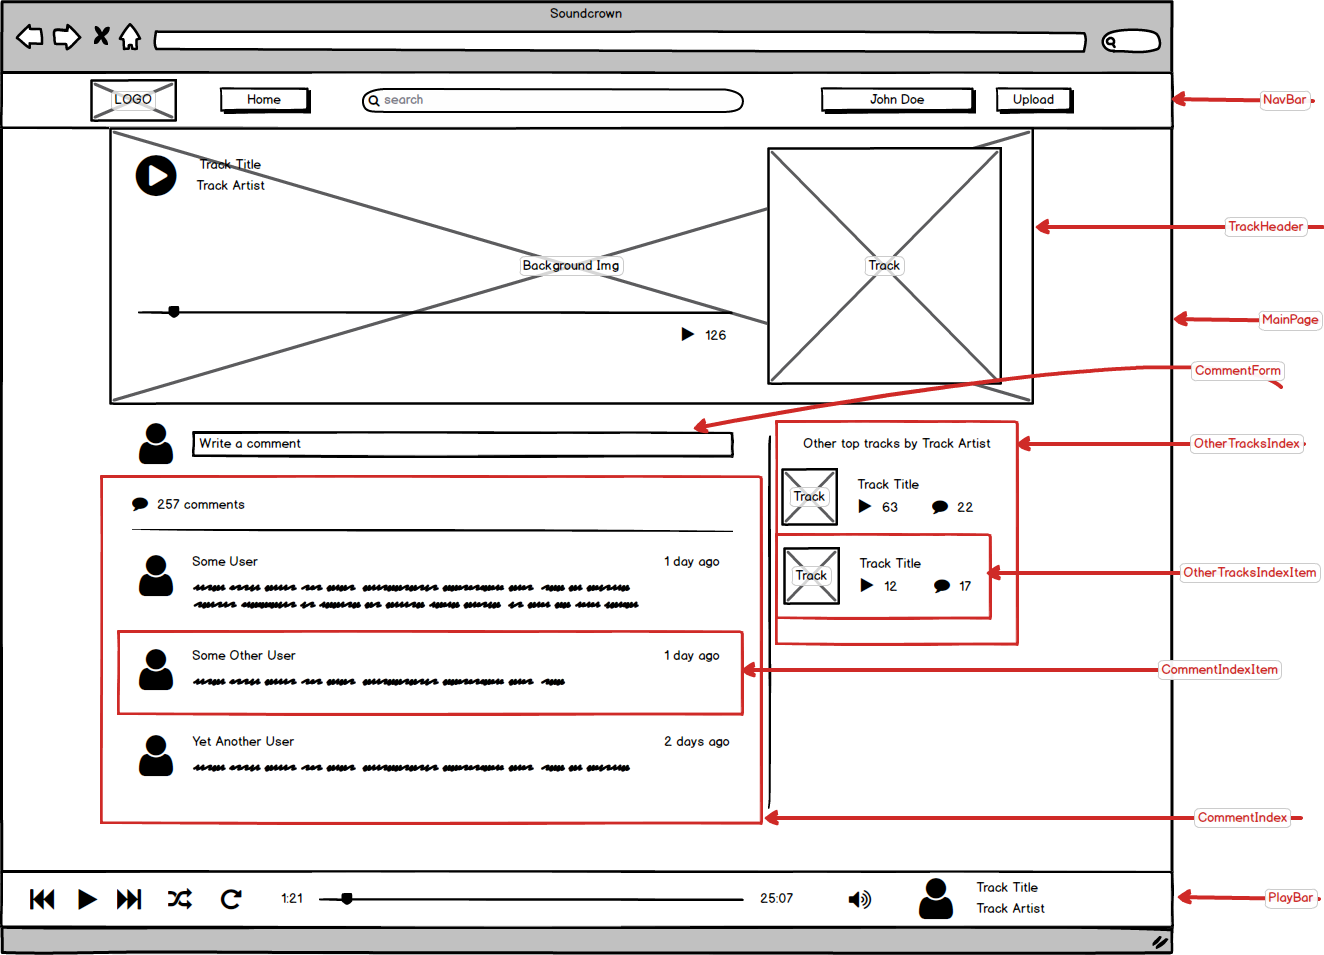 Soundcrown
LOGO
Home
search
John Doe
Upload
NavBar
Track Title
Track Artist
TrackHeader
Background Img
Track
MainPage
126
CommentForm
Write a comment
Other top tracks by Track Artist
OtherTracksIndex
Track
Track Title
63
22
257 comments
Track
Track Title
12
17
OtherTracksIndexItem
Some User
1 day ago
Some Other User
1 day ago
CommentIndexItem
Yet Another User
2 days ago
CommentIndex
1:21
25:07
Track Title
Track Artist
PlayBar